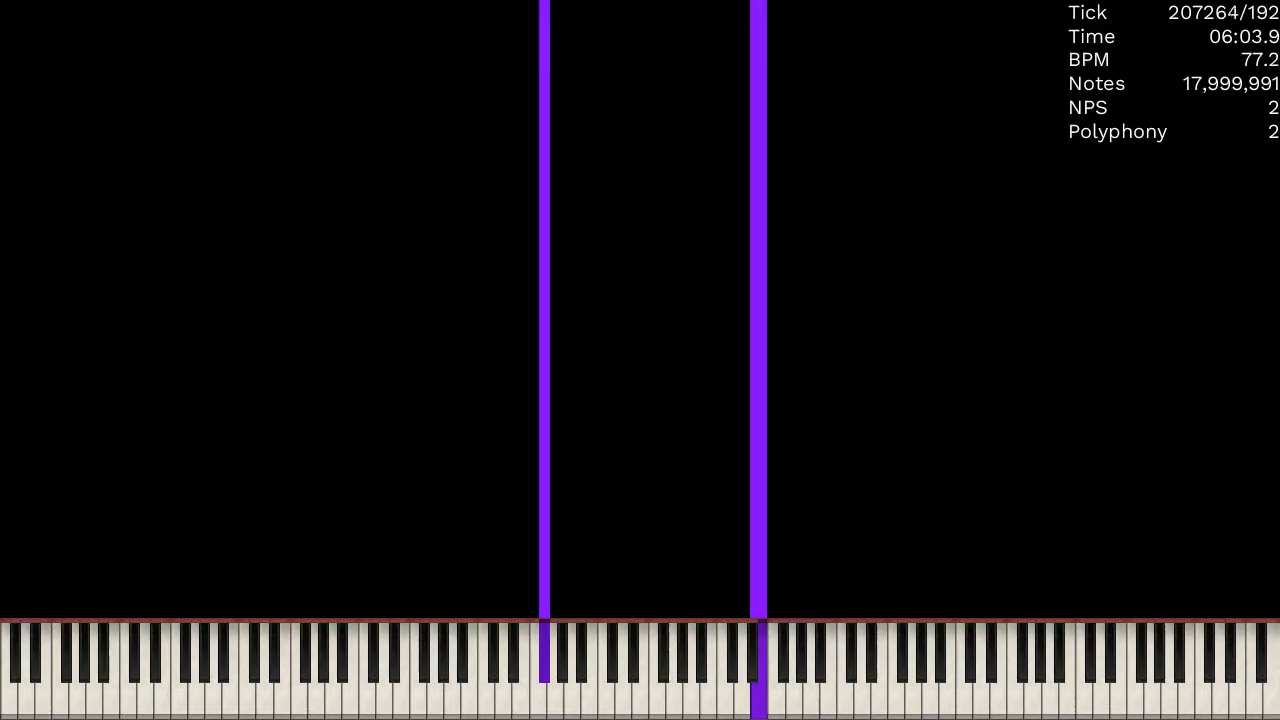 Tick 207264/192
Time 06:03.9
BPM 77.2
Notes 17,999,991
NPS 2
Polyphony 2